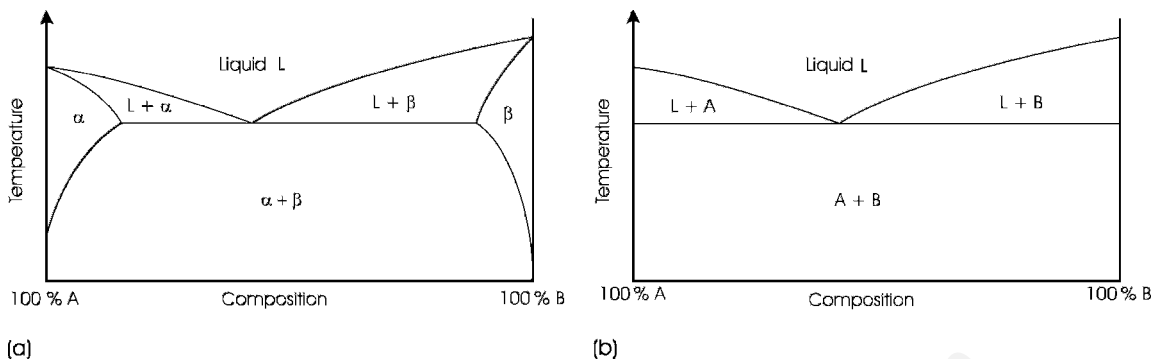 Temperature
Liquid L
L + α
L + β
α
β
α + β
100 % A
Composition
100 % B
(a)
Temperature
Liquid L
L + A
L + B
A + B
100 % A
Composition
100 % B
(b)